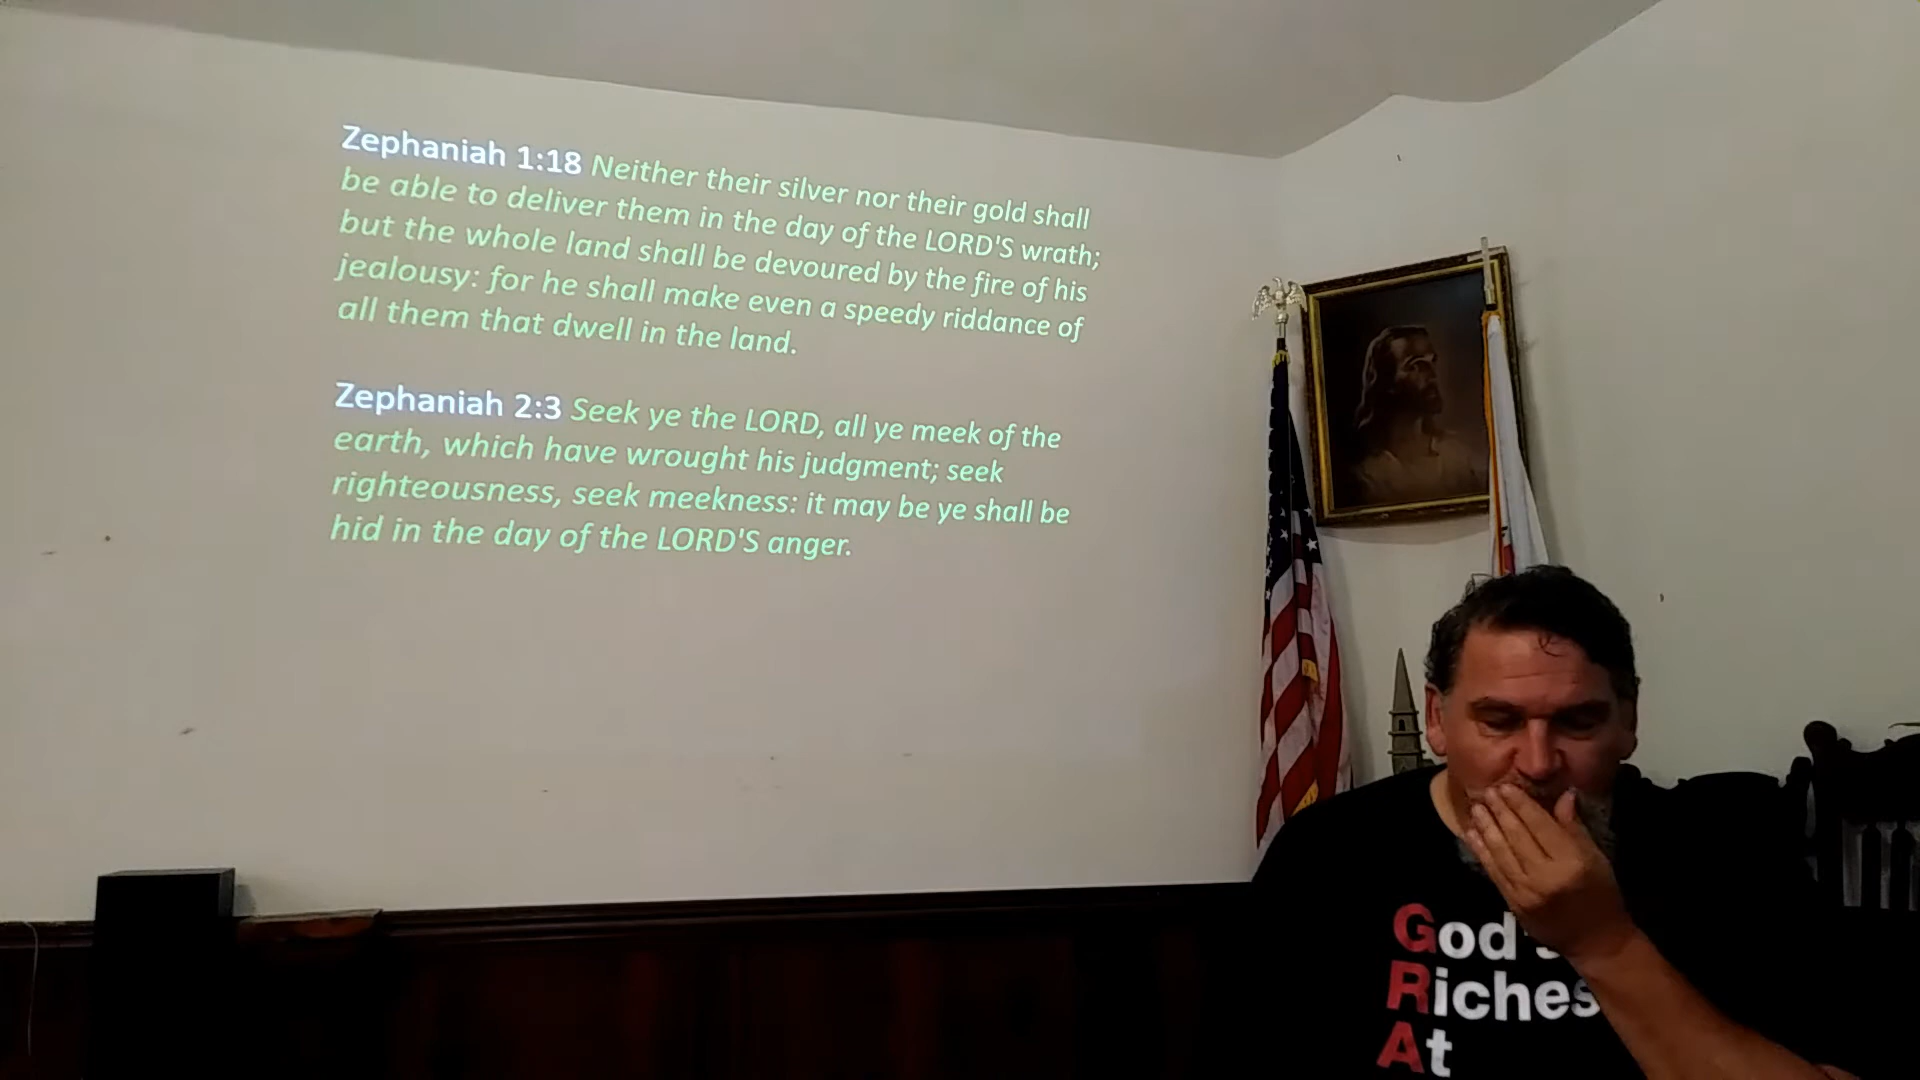 Zephaniah 1:18 Neither their silver nor their gold shall
be able to deliver them in the day of the LORD'S wrath;
but the whole land shall be devoured by the fire of his
jealousy: for he shall make even a speedy riddance of
all them that dwell in the land.
Zephaniah 2:3 Seek ye the LORD, all ye meek of the
earth, which have wrought his judgment; seek
righteousness, seek meekness: it may be ye shall be
hid in the day of the LORD'S anger.
God's
Riches
At